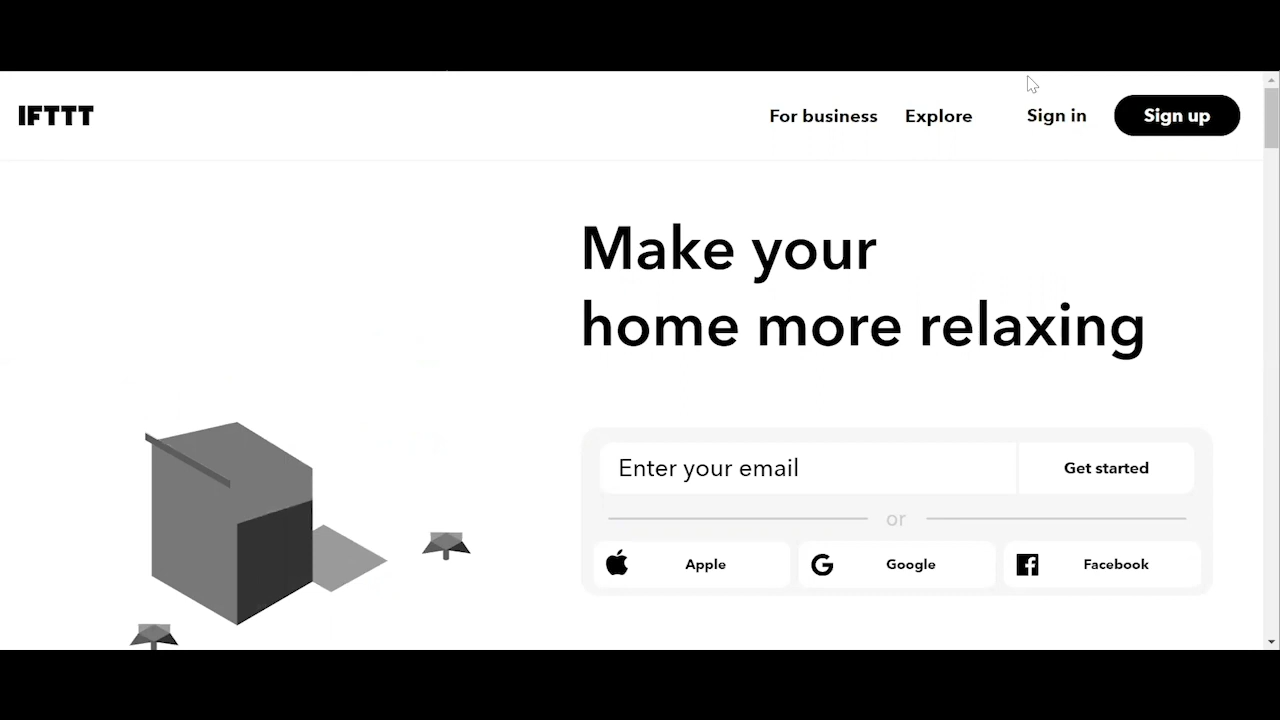 IFTTT
For business
Explore
Sign in
Sign up
Make your
home more relaxing
Enter your email
Get started
or
Apple
Google
Facebook